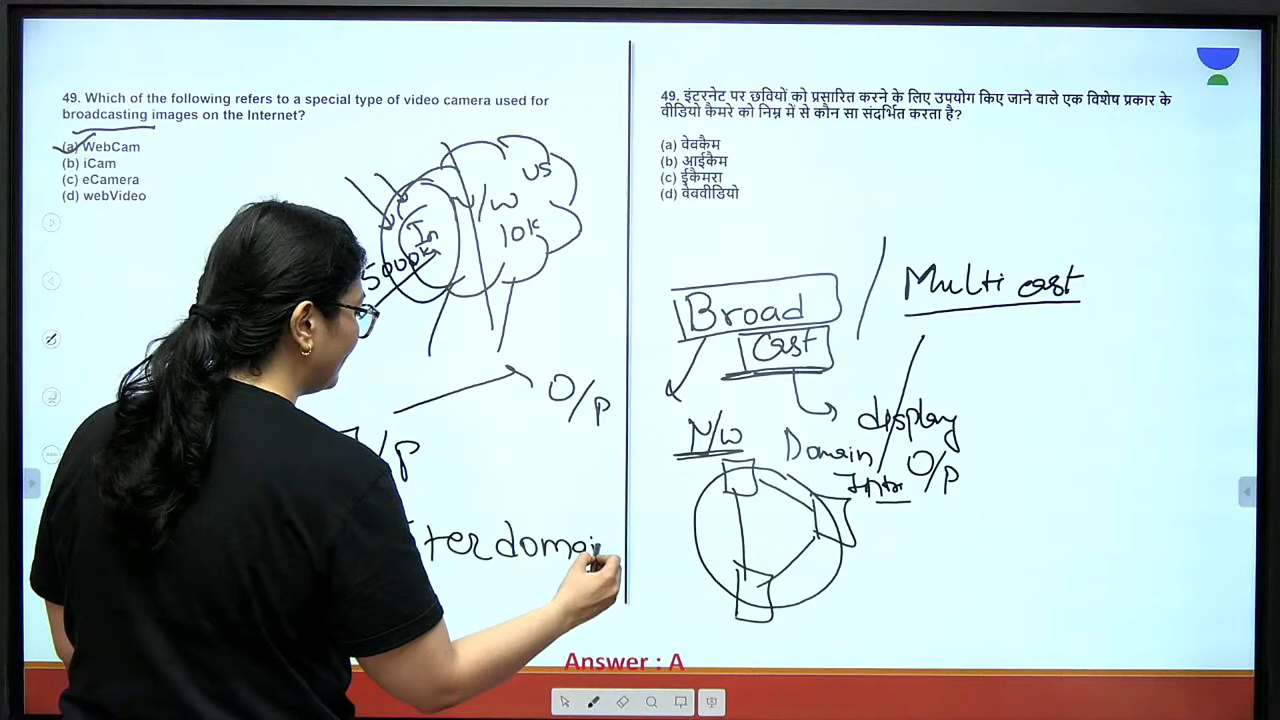 49. Which of the following refers to a special type of video camera used for
broadcasting images on the Internet?
(a) WebCam
(b) iCam
(c) eCamera
(d) webVideo
US
N/W
In
10k
5000k
O/P
/P
terdomai
49. इंटरनेट पर छवियों को प्रसारित करने के लिए उपयोग किए जाने वाले एक विशेष प्रकार के
वीडियो कैमरे को निम्न में से कौन सा संदर्भित करता है?
(a) वेबकैम
(b) आईकैम
(c) ईकैमरा
(d) वेबवीडियो
Broad
Cast
Multi cast
N/W
display
Domain
O/P
Intra
Answer : A